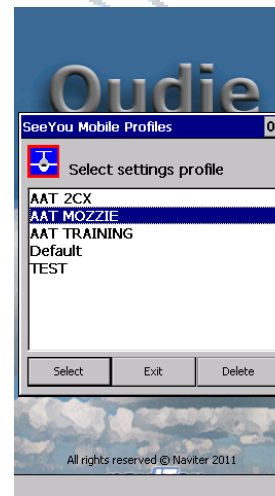 Oudie
SeeYou Mobile Profiles
Select settings profile
AAT 2CX
AAT MOZZIE
AAT TRAINING
Default
TEST
Select Exit Delete
All rights reserved © Naviter 2011